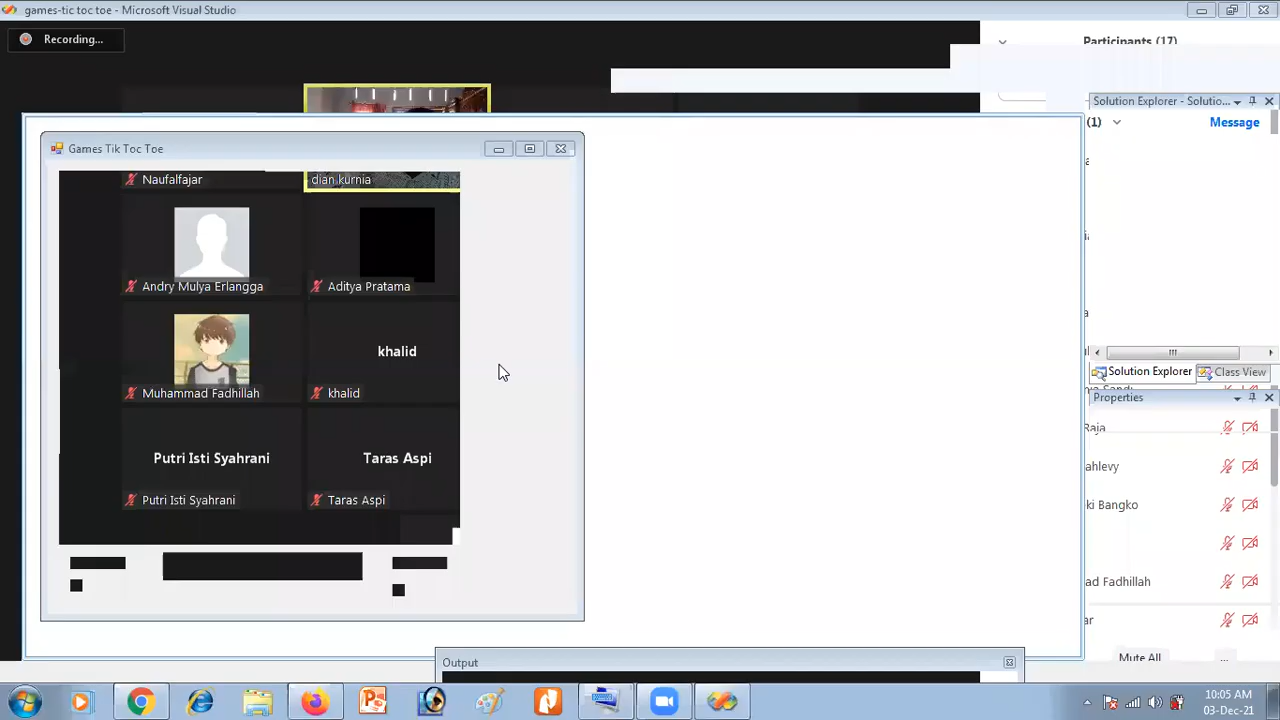 games-tic toc toe - Microsoft Visual Studio
Recording...
Participants (17)
Solution Explorer - Solutio...
(1)
Message
Games Tik Toc Toe
Naufalfajar
dian kurnia
Andry Mulya Erlangga
Aditya Pratama
khalid
Muhammad Fadhillah
khalid
Solution Explorer
Class View
Properties
Raja
ahlevy
Putri Isti Syahrani
Taras Aspi
Putri Isti Syahrani
Taras Aspi
ki Bangko
ad Fadhillah
ar
Mute All
...
Output
10:05 AM
03-Dec-21